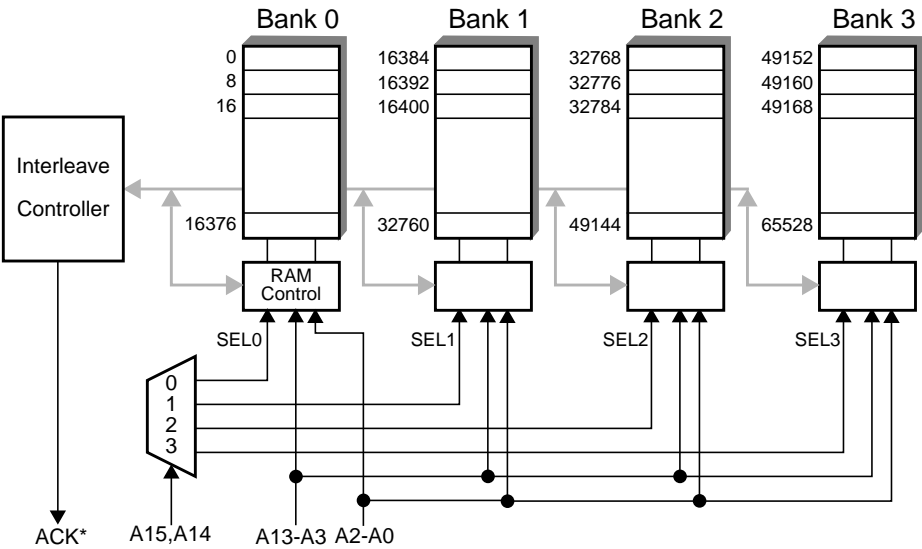 Bank 0
Bank 1
Bank 2
Bank 3
0
8
16
16376
16384
16392
16400
32760
32768
32776
32784
49144
49152
49160
49168
65528
Interleave
Controller
RAM
Control
SEL0
SEL1
SEL2
SEL3
0
1
2
3
ACK*
A15,A14
A13-A3
A2-A0